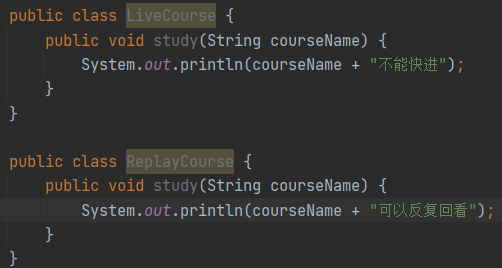 public class LiveCourse {
    public void study(String courseName) {
        System.out.println(courseName + "不能快进");
    }
}
public class ReplayCourse {
    public void study(String courseName) {
        System.out.println(courseName + "可以反复回看");
    }
}